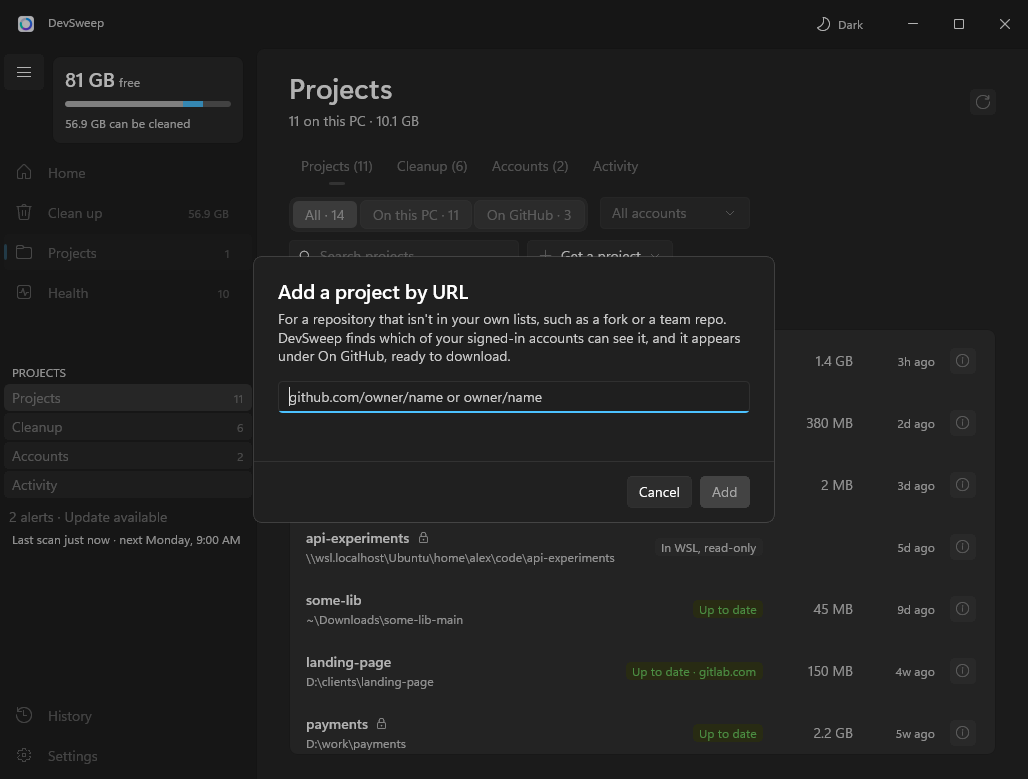 DevSweep
Dark
81 GB free
56.9 GB can be cleaned
Home
Clean up 56.9 GB
Projects 1
Health 10
PROJECTS
Projects 11
Cleanup 6
Accounts 2
Activity
2 alerts · Update available
Last scan just now · next Monday, 9:00 AM
History
Settings
Projects
11 on this PC · 10.1 GB
Projects (11) Cleanup (6) Accounts (2) Activity
All · 14 On this PC · 11 On GitHub · 3 All accounts
Search projects Get a project
Add a project by URL
For a repository that isn't in your own lists, such as a fork or a team repo.
DevSweep finds which of your signed-in accounts can see it, and it appears
under On GitHub, ready to download.
github.com/owner/name or owner/name
Cancel Add
1.4 GB 3h ago
380 MB 2d ago
2 MB 3d ago
api-experiments
\\wsl.localhost\Ubuntu\home\alex\code\api-experiments
In WSL, read-only 5d ago
some-lib
~\Downloads\some-lib-main
Up to date 45 MB 9d ago
landing-page
D:\clients\landing-page
Up to date · gitlab.com 150 MB 4w ago
payments
D:\work\payments
Up to date 2.2 GB 5w ago